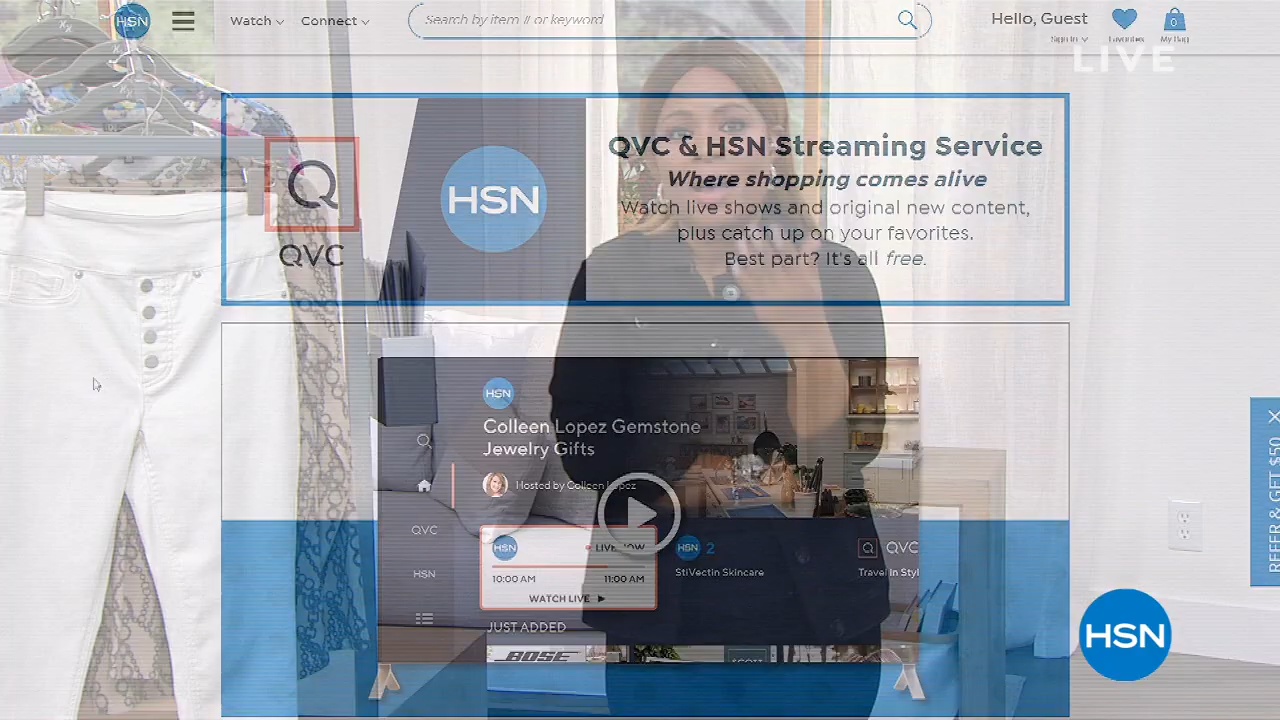 HSN
Watch
Connect
Search by item # or keyword
Hello, Guest
Sign In
Favorites
0
My Bag
LIVE
Q
QVC
HSN
QVC & HSN Streaming Service
Where shopping comes alive
Watch live shows and original new content,
plus catch up on your favorites.
Best part? It's all free.
HSN
Colleen Lopez Gemstone
Jewelry Gifts
Hosted by Colleen Lopez
QVC
HSN
HSN
LIVE NOW
10:00 AM
11:00 AM
WATCH LIVE
HSN 2
StiVectin Skincare
Q QVC
Travel In Styl
JUST ADDED
BOSE
REFER & GET $50
HSN